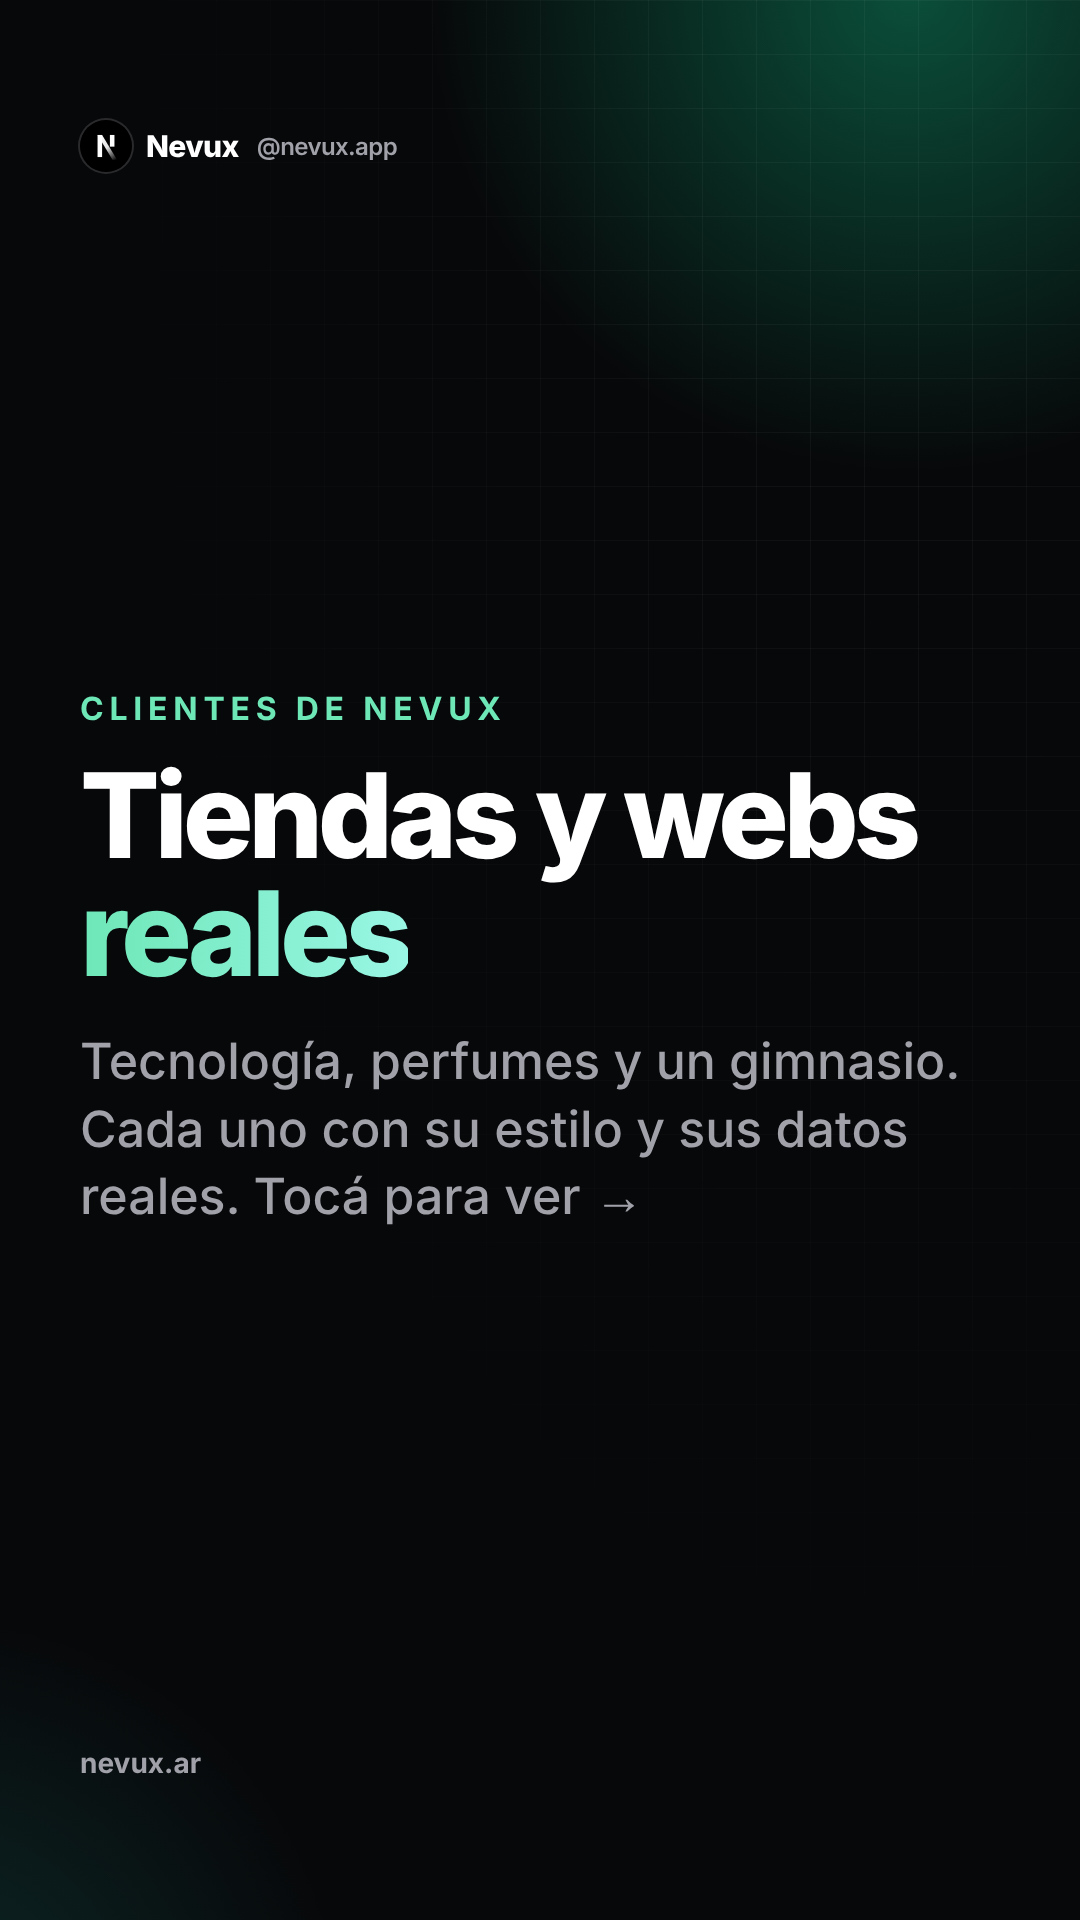 N Nevux @nevux.app
CLIENTES DE NEVUX
Tiendas y webs
reales
Tecnología, perfumes y un gimnasio.
Cada uno con su estilo y sus datos
reales. Tocá para ver →
nevux.ar